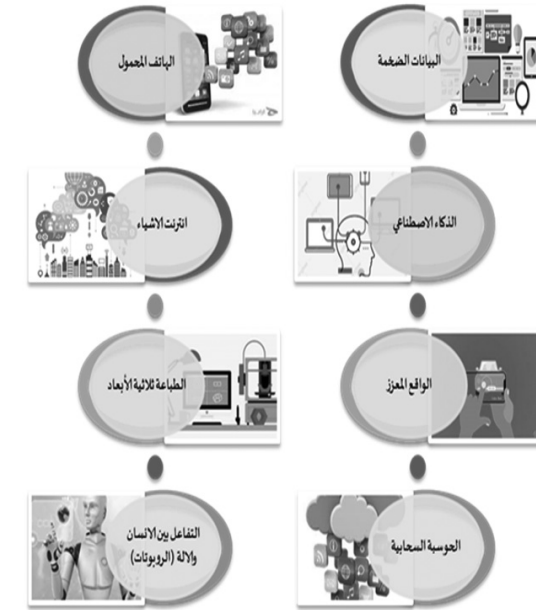 البيانات الضخمة
الهاتف المحمول
الذكاء الاصطناعي
انترنت الاشياء
الواقع المعزز
الطباعة ثلاثية الأبعاد
الحوسبة السحابية
التفاعل بين الانسان
والالة (الروبوتات)